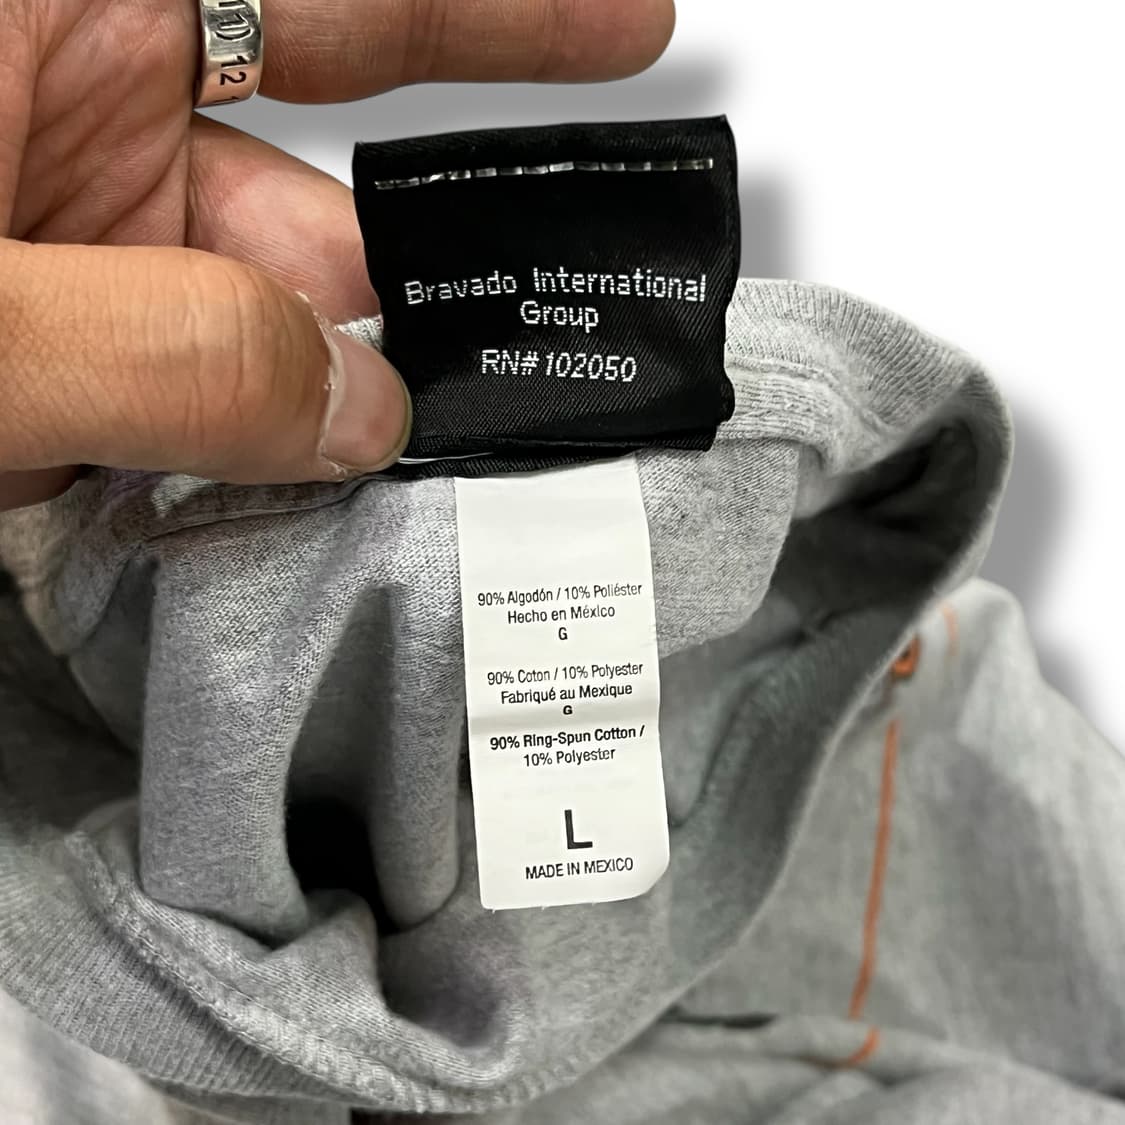 12
Bravado International
Group
RN# 102050
90% Algodón / 10% Poliéster
Hecho en México
G
90% Coton / 10% Polyester
Fabriqué au Mexique
G
90% Ring-Spun Cotton /
10% Polyester
L
MADE IN MEXICO